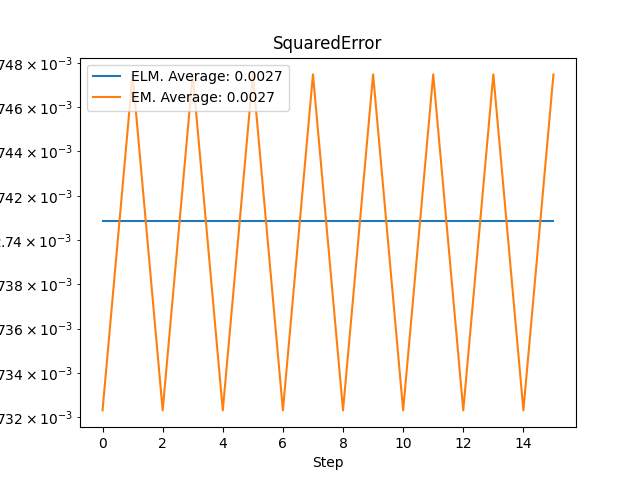 SquaredError
ELM. Average: 0.0027
EM. Average: 0.0027
748 × 10⁻³
746 × 10⁻³
744 × 10⁻³
742 × 10⁻³
.74 × 10⁻³
738 × 10⁻³
736 × 10⁻³
734 × 10⁻³
732 × 10⁻³
0 2 4 6 8 10 12 14
Step